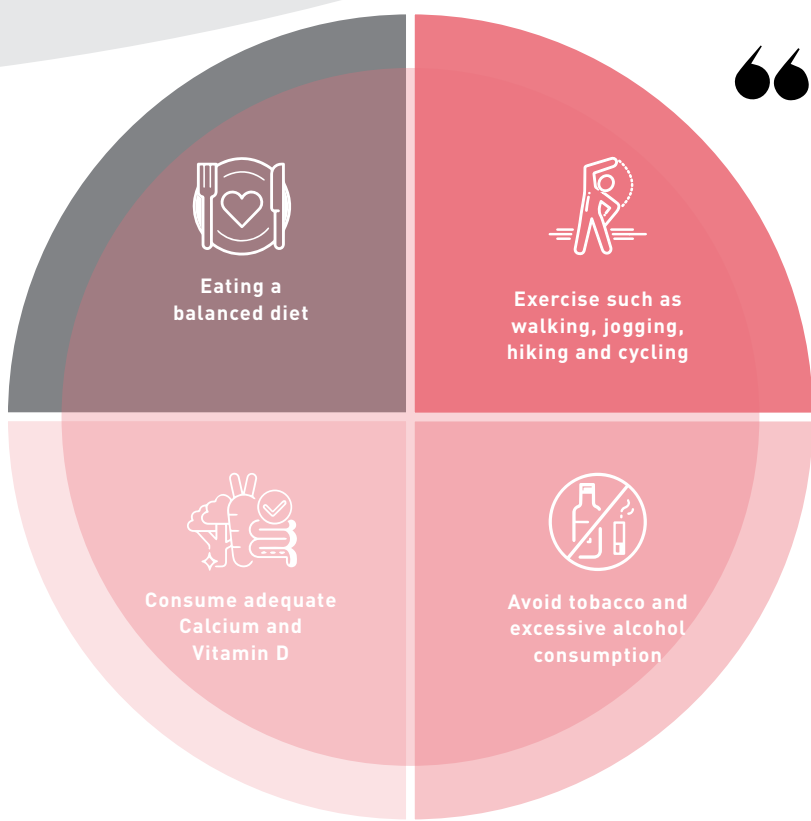 “
Eating a
balanced diet
Exercise such as
walking, jogging,
hiking and cycling
Consume adequate
Calcium and
Vitamin D
Avoid tobacco and
excessive alcohol
consumption